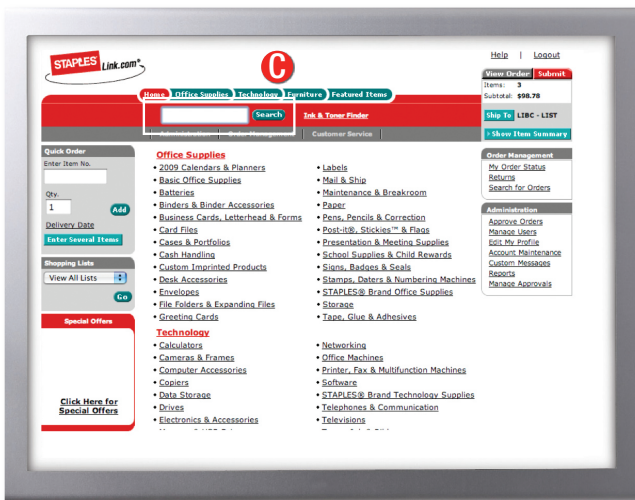 STAPLES Link.com
C
Help | Logout
View Order Submit
Items: 3
Subtotal: $98.78
Home Office Supplies Technology Furniture Featured Items
Search
Ink & Toner Finder
Ship To LIBC - LIST
Administration Order Management Customer Service
Show Item Summary
Quick Order
Enter Item No.
Qty.
1 Add
Delivery Date
Enter Several Items
Shopping Lists
View All Lists
Go
Special Offers
Click Here for
Special Offers
Office Supplies
• 2009 Calendars & Planners
• Basic Office Supplies
• Batteries
• Binders & Binder Accessories
• Business Cards, Letterhead & Forms
• Card Files
• Cases & Portfolios
• Cash Handling
• Custom Imprinted Products
• Desk Accessories
• Envelopes
• File Folders & Expanding Files
• Greeting Cards
• Labels
• Mail & Ship
• Maintenance & Breakroom
• Paper
• Pens, Pencils & Correction
• Post-it®, Stickies™ & Flags
• Presentation & Meeting Supplies
• School Supplies & Child Rewards
• Signs, Badges & Seals
• Stamps, Daters & Numbering Machines
• STAPLES® Brand Office Supplies
• Storage
• Tape, Glue & Adhesives
Technology
• Calculators
• Cameras & Frames
• Computer Accessories
• Copiers
• Data Storage
• Drives
• Electronics & Accessories
• Networking
• Office Machines
• Printer, Fax & Multifunction Machines
• Software
• STAPLES® Brand Technology Supplies
• Telephones & Communication
• Televisions
Order Management
My Order Status
Returns
Search for Orders
Administration
Approve Orders
Manage Users
Edit My Profile
Account Maintenance
Custom Messages
Reports
Manage Approvals